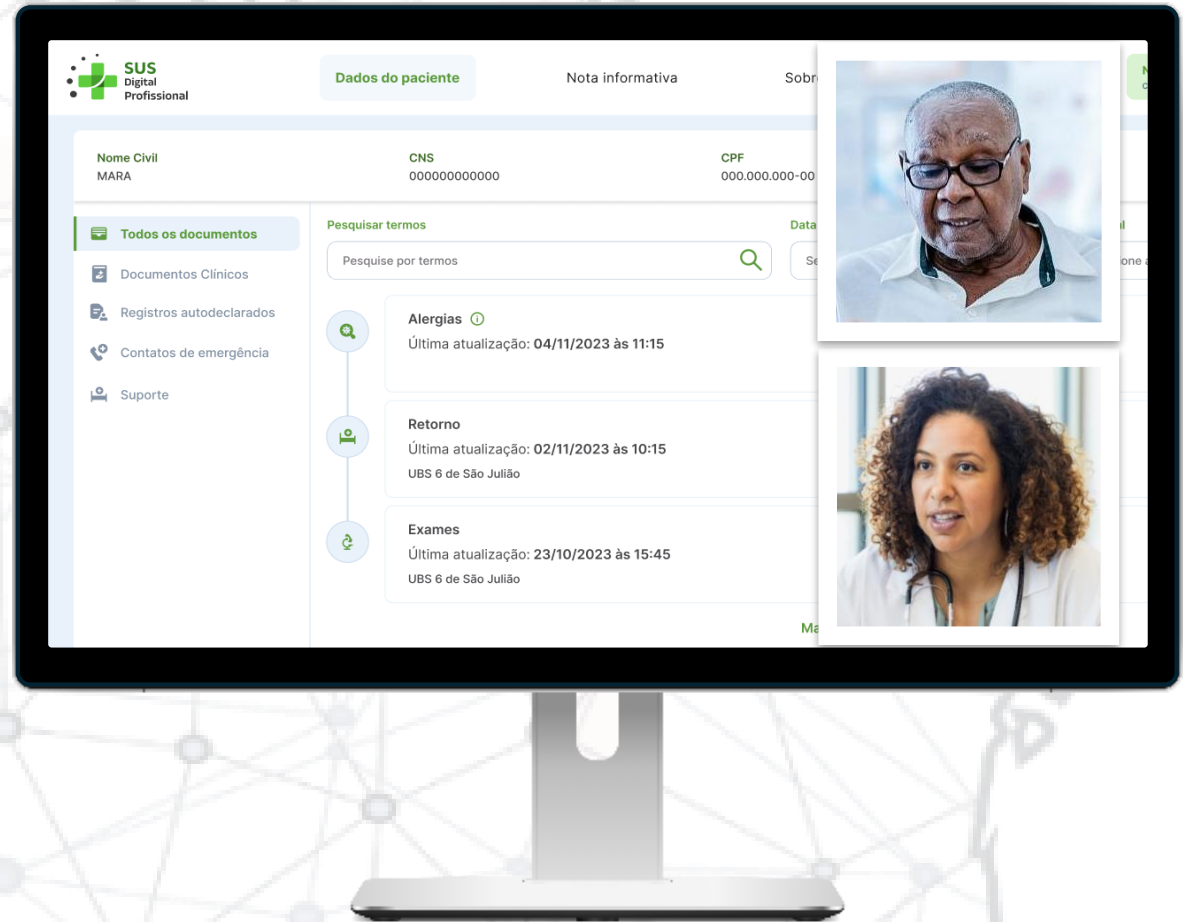 SUS
Digital
Profissional
Dados do paciente
Nota informativa
Nome Civil
MARA
CNS
000000000000
CPF
000.000.000-00
Todos os documentos
Documentos Clínicos
Registros autodeclarados
Contatos de emergência
Suporte
Pesquisar termos
Pesquise por termos
Data
Alergias
Última atualização: 04/11/2023 às 11:15
Retorno
Última atualização: 02/11/2023 às 10:15
UBS 6 de São Julião
Exames
Última atualização: 23/10/2023 às 15:45
UBS 6 de São Julião